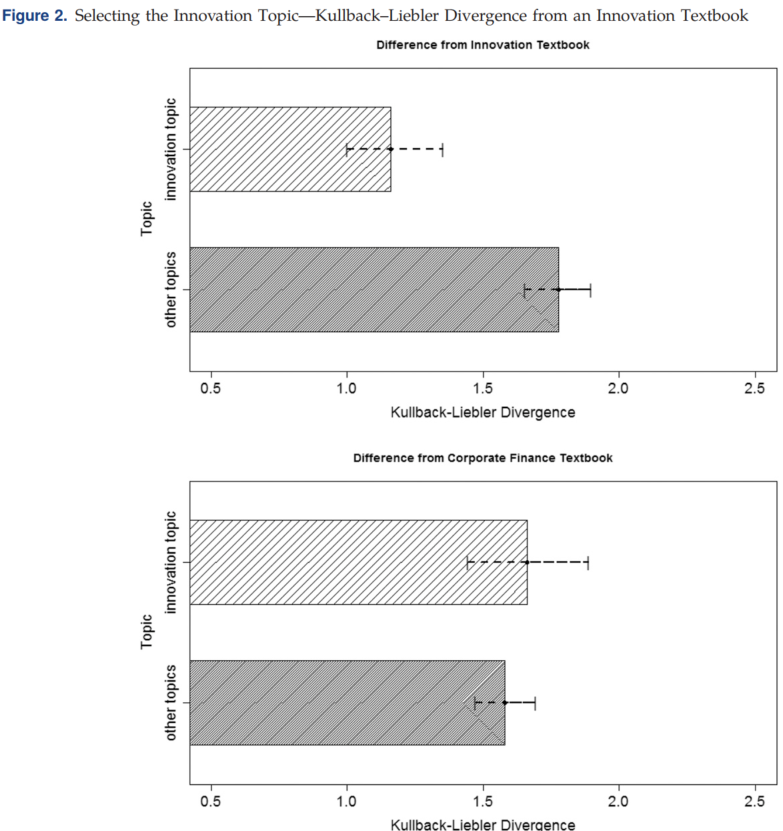 Figure 2. Selecting the Innovation Topic—Kullback–Liebler Divergence from an Innovation Textbook
Difference from Innovation Textbook
Topic
innovation topic
other topics
0.5 1.0 1.5 2.0 2.5
Kullback-Liebler Divergence
Difference from Corporate Finance Textbook
Topic
innovation topic
other topics
0.5 1.0 1.5 2.0 2.5
Kullback-Liebler Divergence